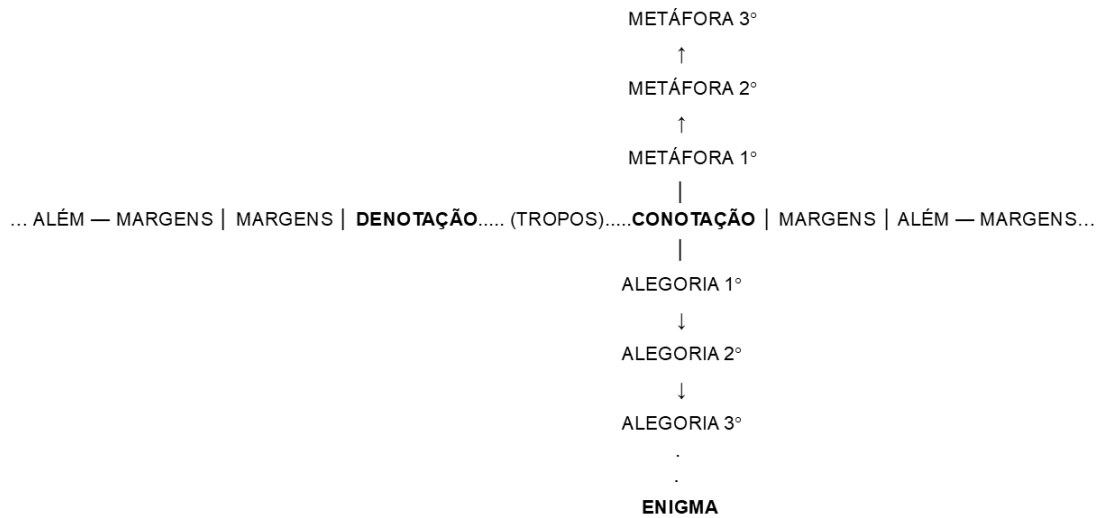 METÁFORA 3°
↑
METÁFORA 2°
↑
METÁFORA 1°
|
... ALÉM — MARGENS | MARGENS | DENOTAÇÃO..... (TROPOS).....CONOTAÇÃO | MARGENS | ALÉM — MARGENS...
|
ALEGORIA 1°
↓
ALEGORIA 2°
↓
ALEGORIA 3°
.
.
ENIGMA